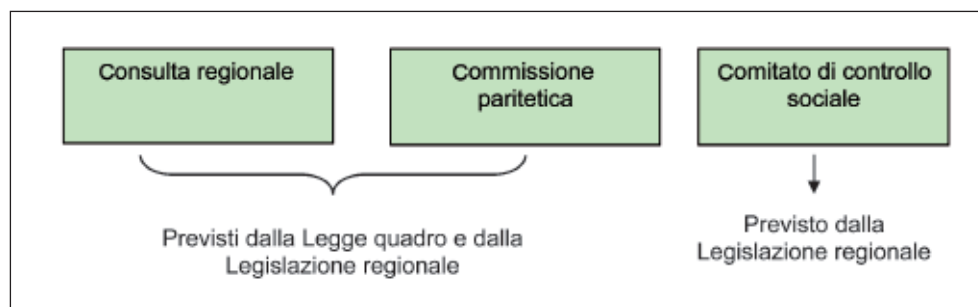 Consulta regionale
Commissione
paritetica
Comitato di controllo
sociale
Previsti dalla Legge quadro e dalla
Legislazione regionale
Previsto dalla
Legislazione regionale